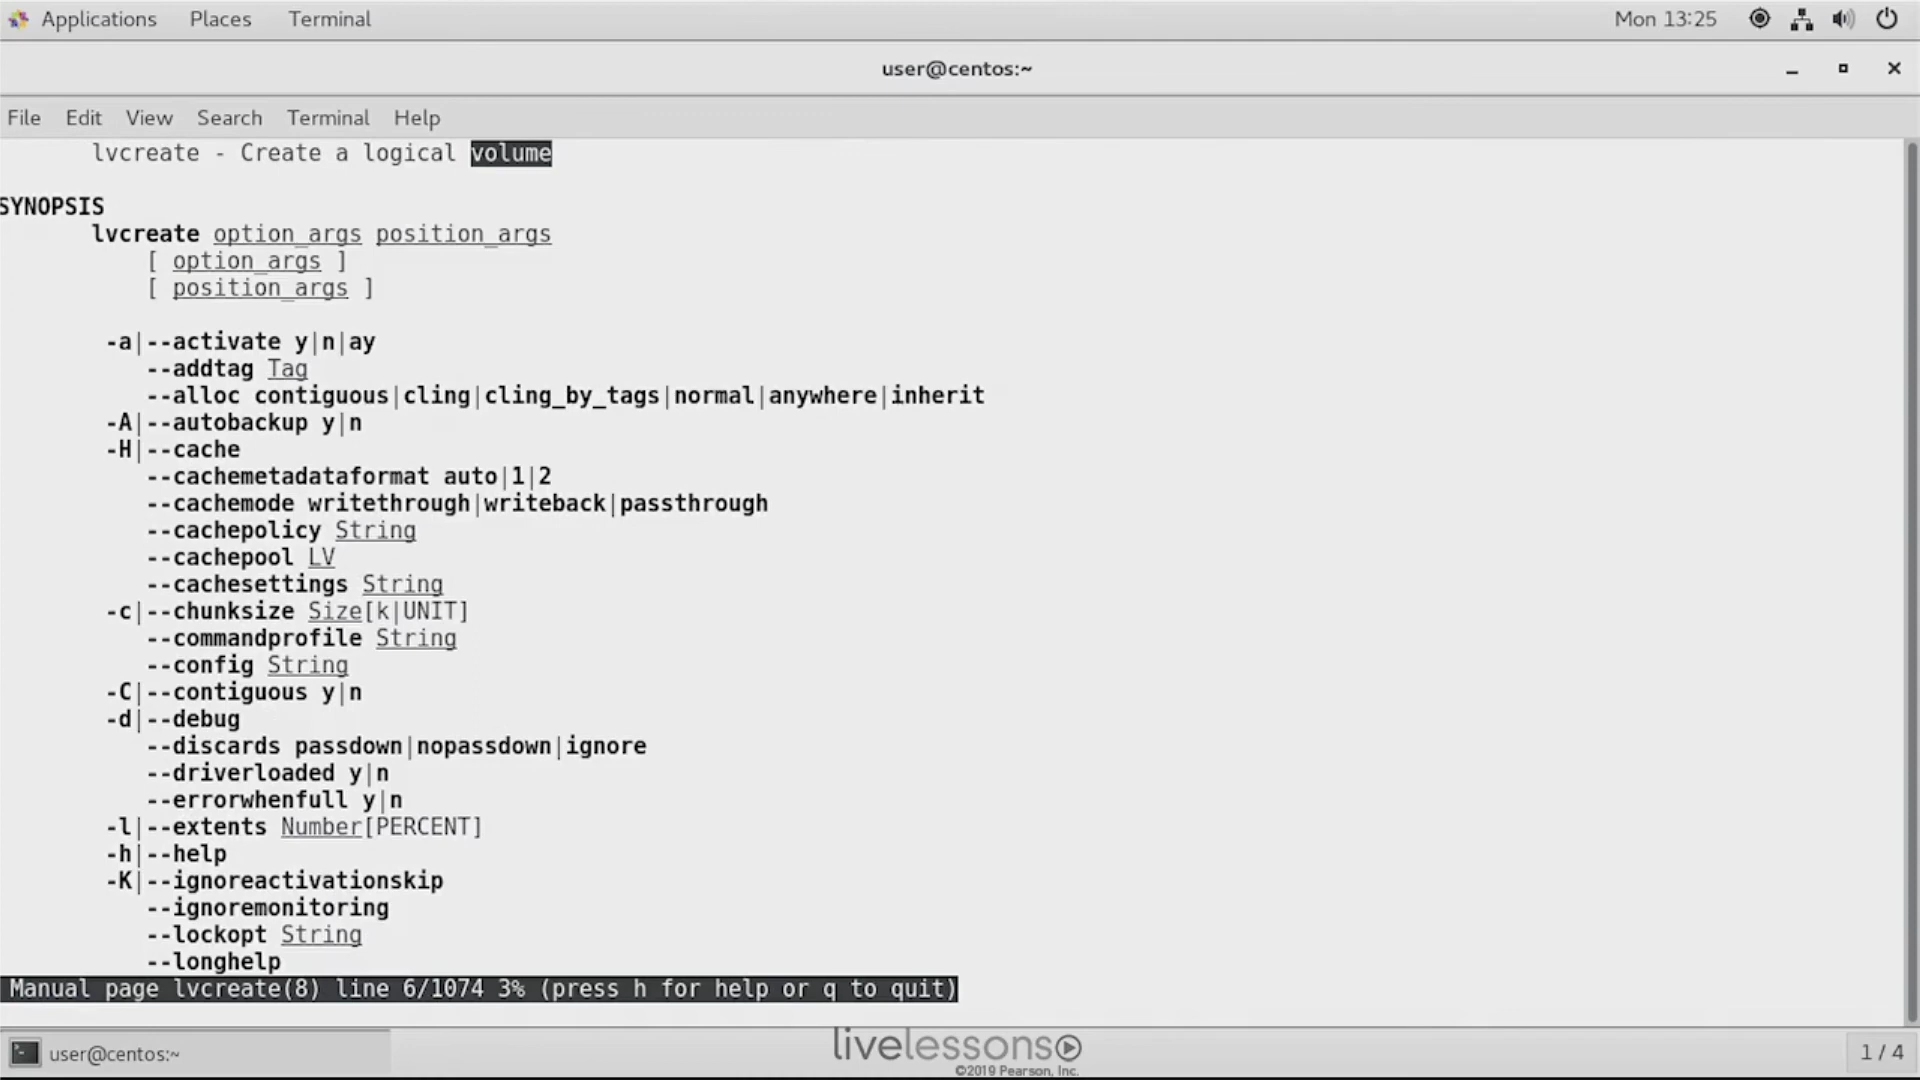 Applications Places Terminal Mon 13:25
user@centos:~
File Edit View Search Terminal Help
lvcreate - Create a logical volume
SYNOPSIS
lvcreate option_args position_args
[ option_args ]
[ position_args ]
-a|--activate y|n|ay
--addtag Tag
--alloc contiguous|cling|cling_by_tags|normal|anywhere|inherit
-A|--autobackup y|n
-H|--cache
--cachemetadataformat auto|1|2
--cachemode writethrough|writeback|passthrough
--cachepolicy String
--cachepool LV
--cachesettings String
-c|--chunksize Size[k|UNIT]
--commandprofile String
--config String
-C|--contiguous y|n
-d|--debug
--discards passdown|nopassdown|ignore
--driverloaded y|n
--errorwhenfull y|n
-l|--extents Number[PERCENT]
-h|--help
-K|--ignoreactivationskip
--ignoremonitoring
--lockopt String
--longhelp
Manual page lvcreate(8) line 6/1074 3% (press h for help or q to quit)
user@centos:~ livelessons 1 / 4
©2019 Pearson, Inc.